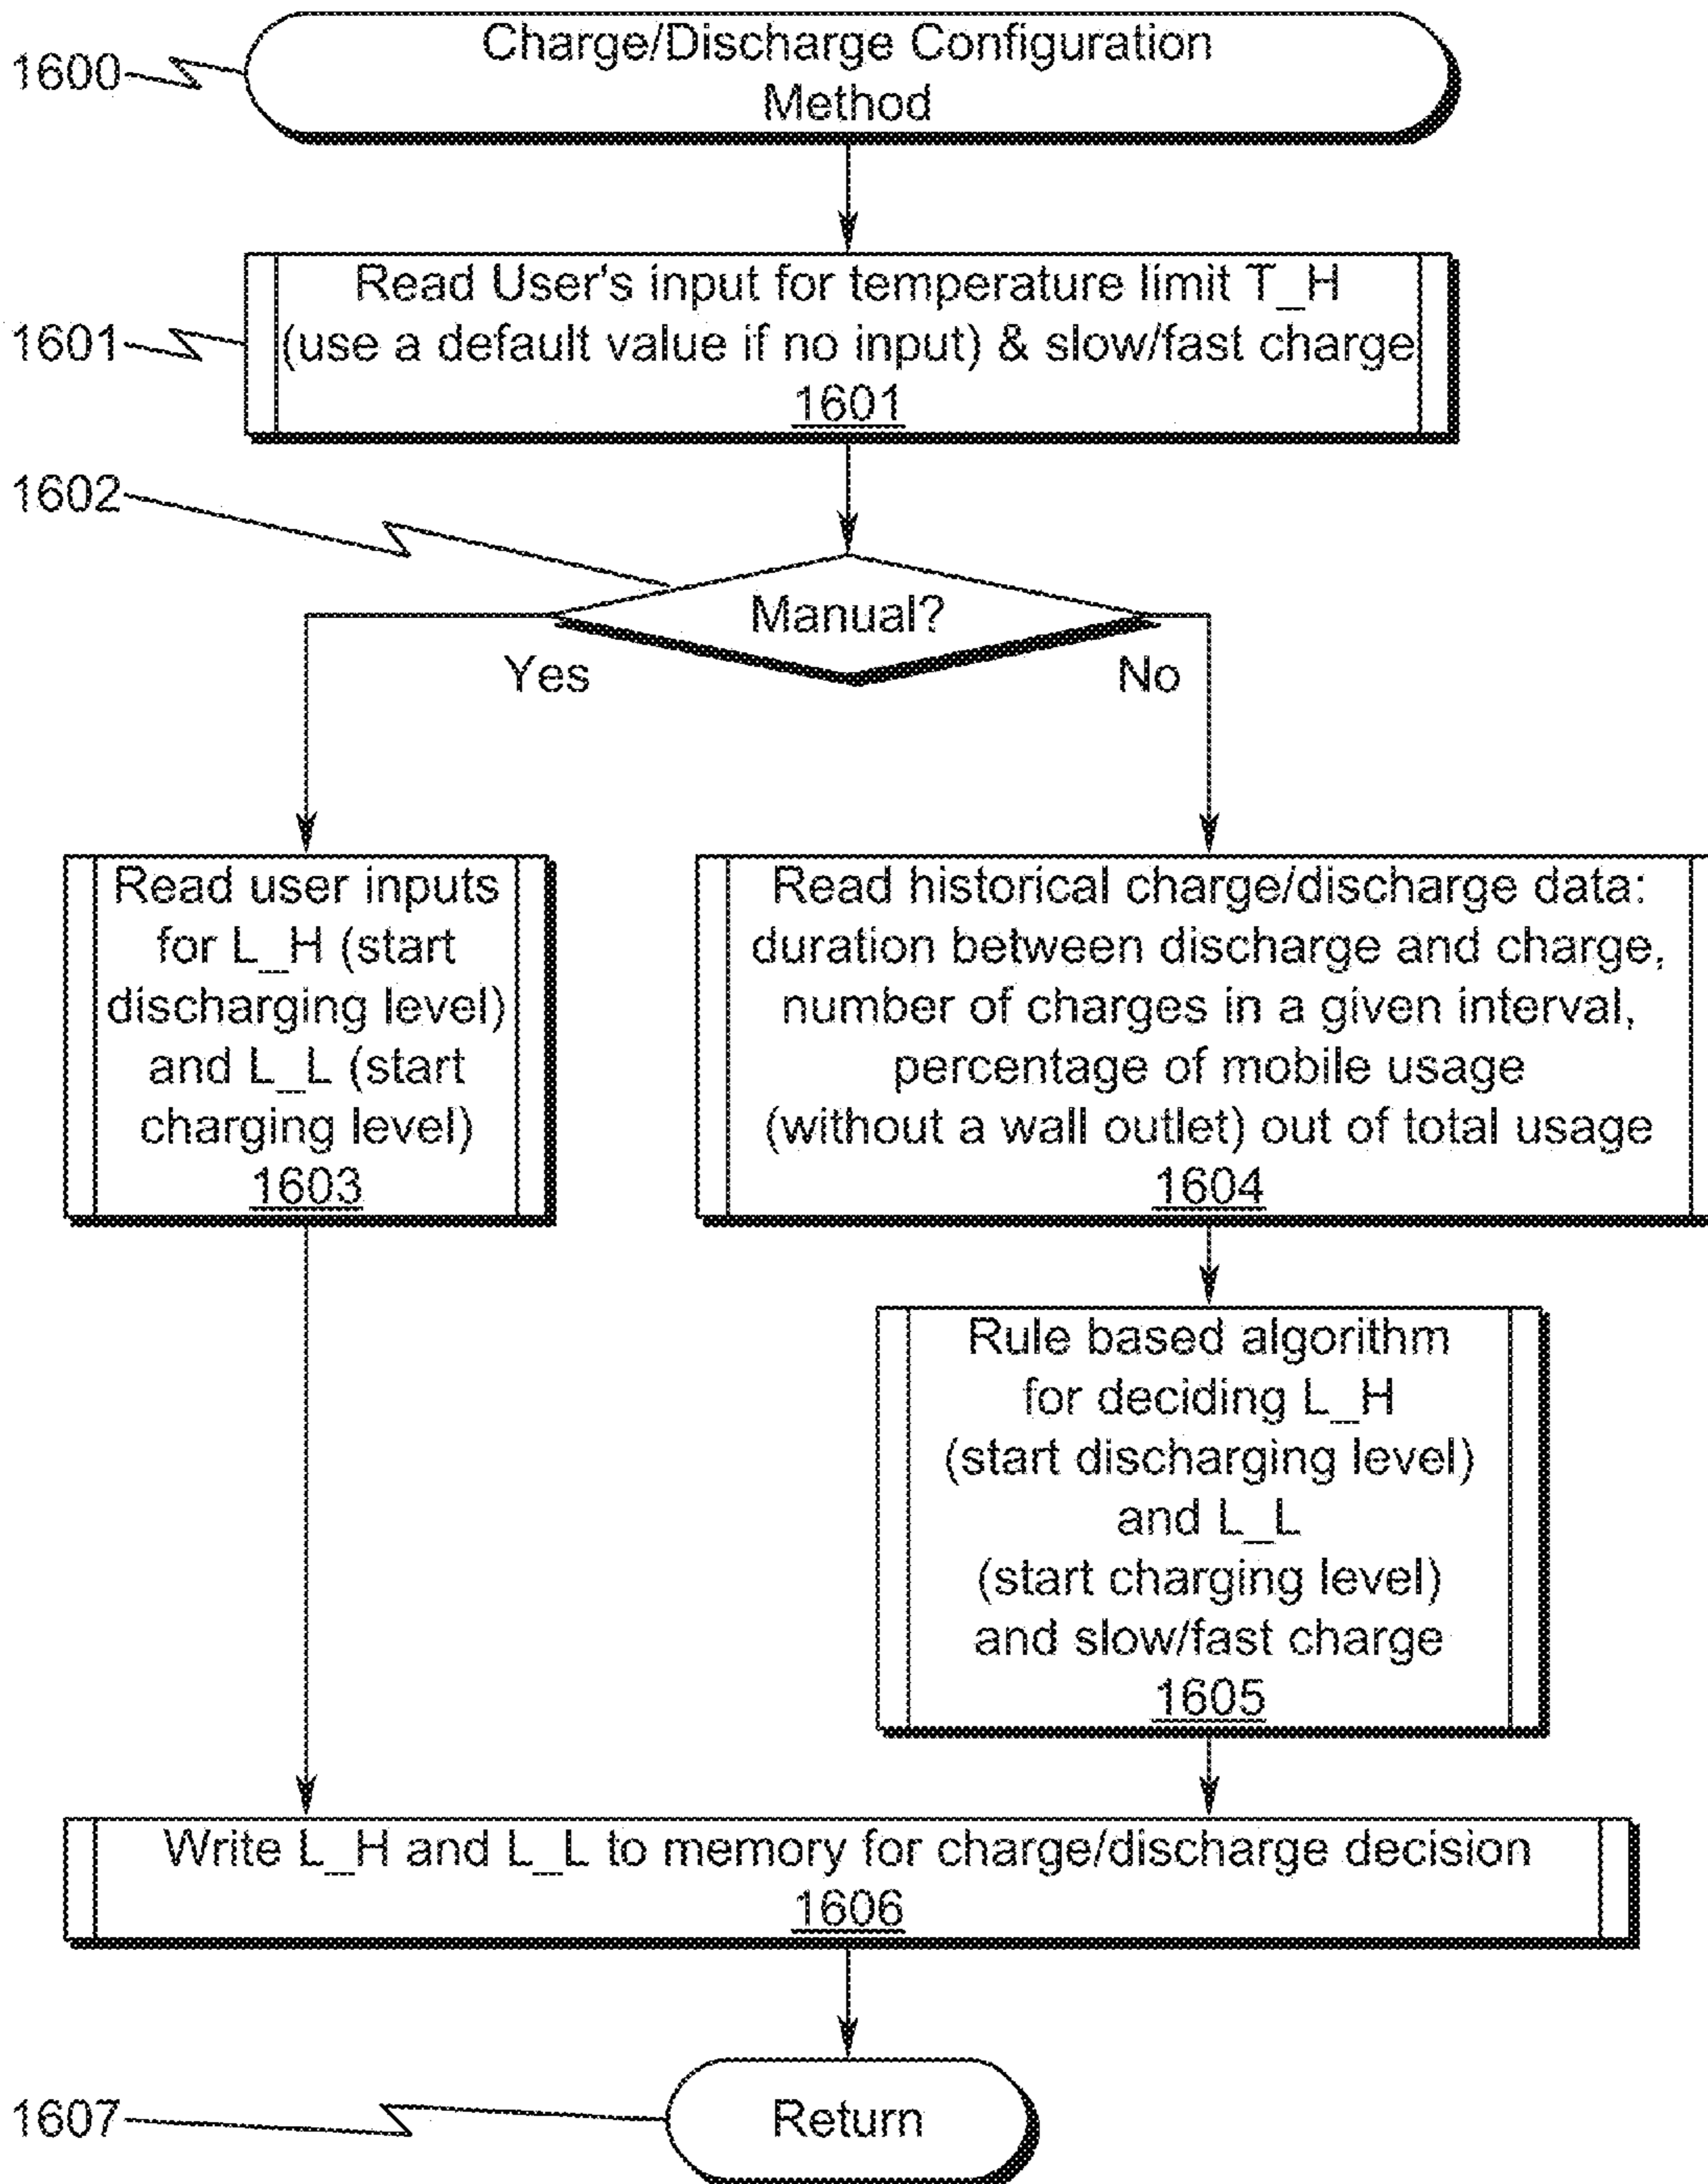 1600
Charge/Discharge Configuration
Method
Read User's input for temperature limit T_H
1601
(use a default value if no input) & slow/fast charge
1601
1602
Manual?
Yes
No
Read user inputs
for L_H (start
discharging level)
and L_L (start
charging level)
1603
Read historical charge/discharge data:
duration between discharge and charge,
number of charges in a given interval,
percentage of mobile usage
(without a wall outlet) out of total usage
1604
Rule based algorithm
for deciding L_H
(start discharging level)
and L_L
(start charging level)
and slow/fast charge
1605
Write L_H and L_L to memory for charge/discharge decision
1606
1607
Return